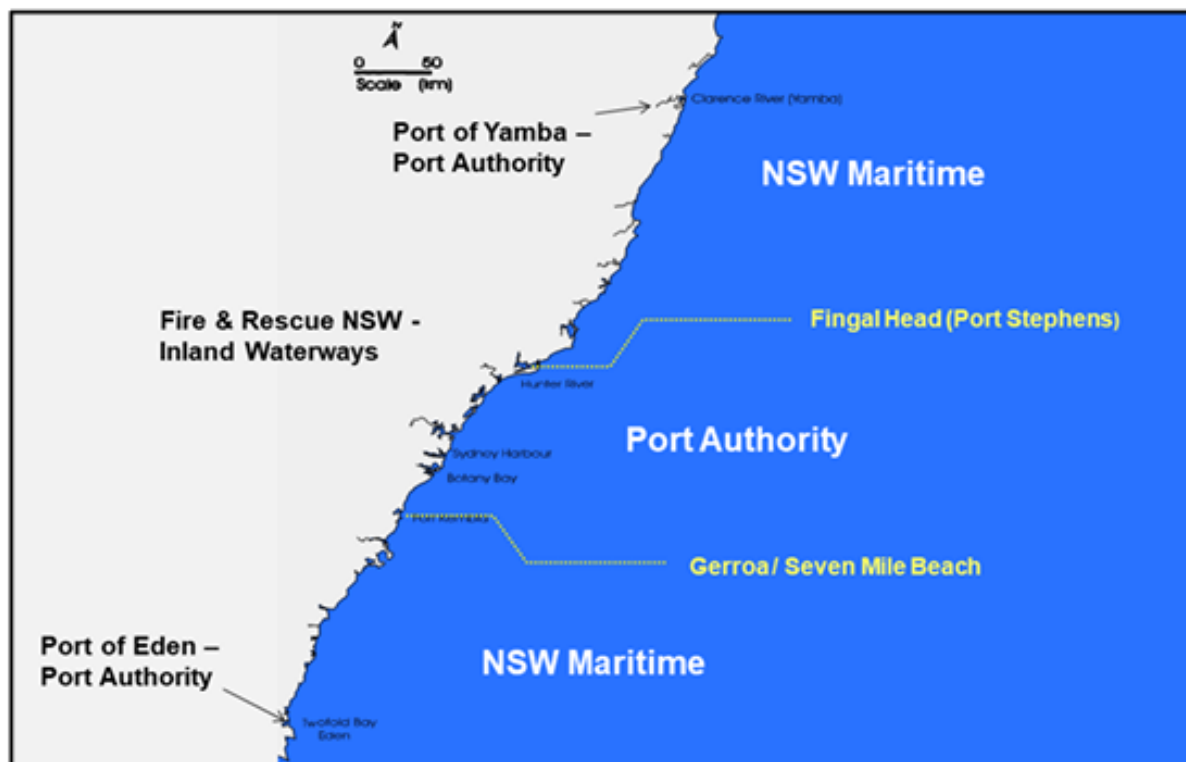 Ñ
0 50
Scale (km)
Clarence River (Yamba)
Port of Yamba –
Port Authority
NSW Maritime
Fire & Rescue NSW -
Inland Waterways
Fingal Head (Port Stephens)
Hunter River
Port Authority
Sydney Harbour
Botany Bay
Port Kembla
Gerroa/ Seven Mile Beach
Port of Eden –
Port Authority
NSW Maritime
Twofold Bay
Eden